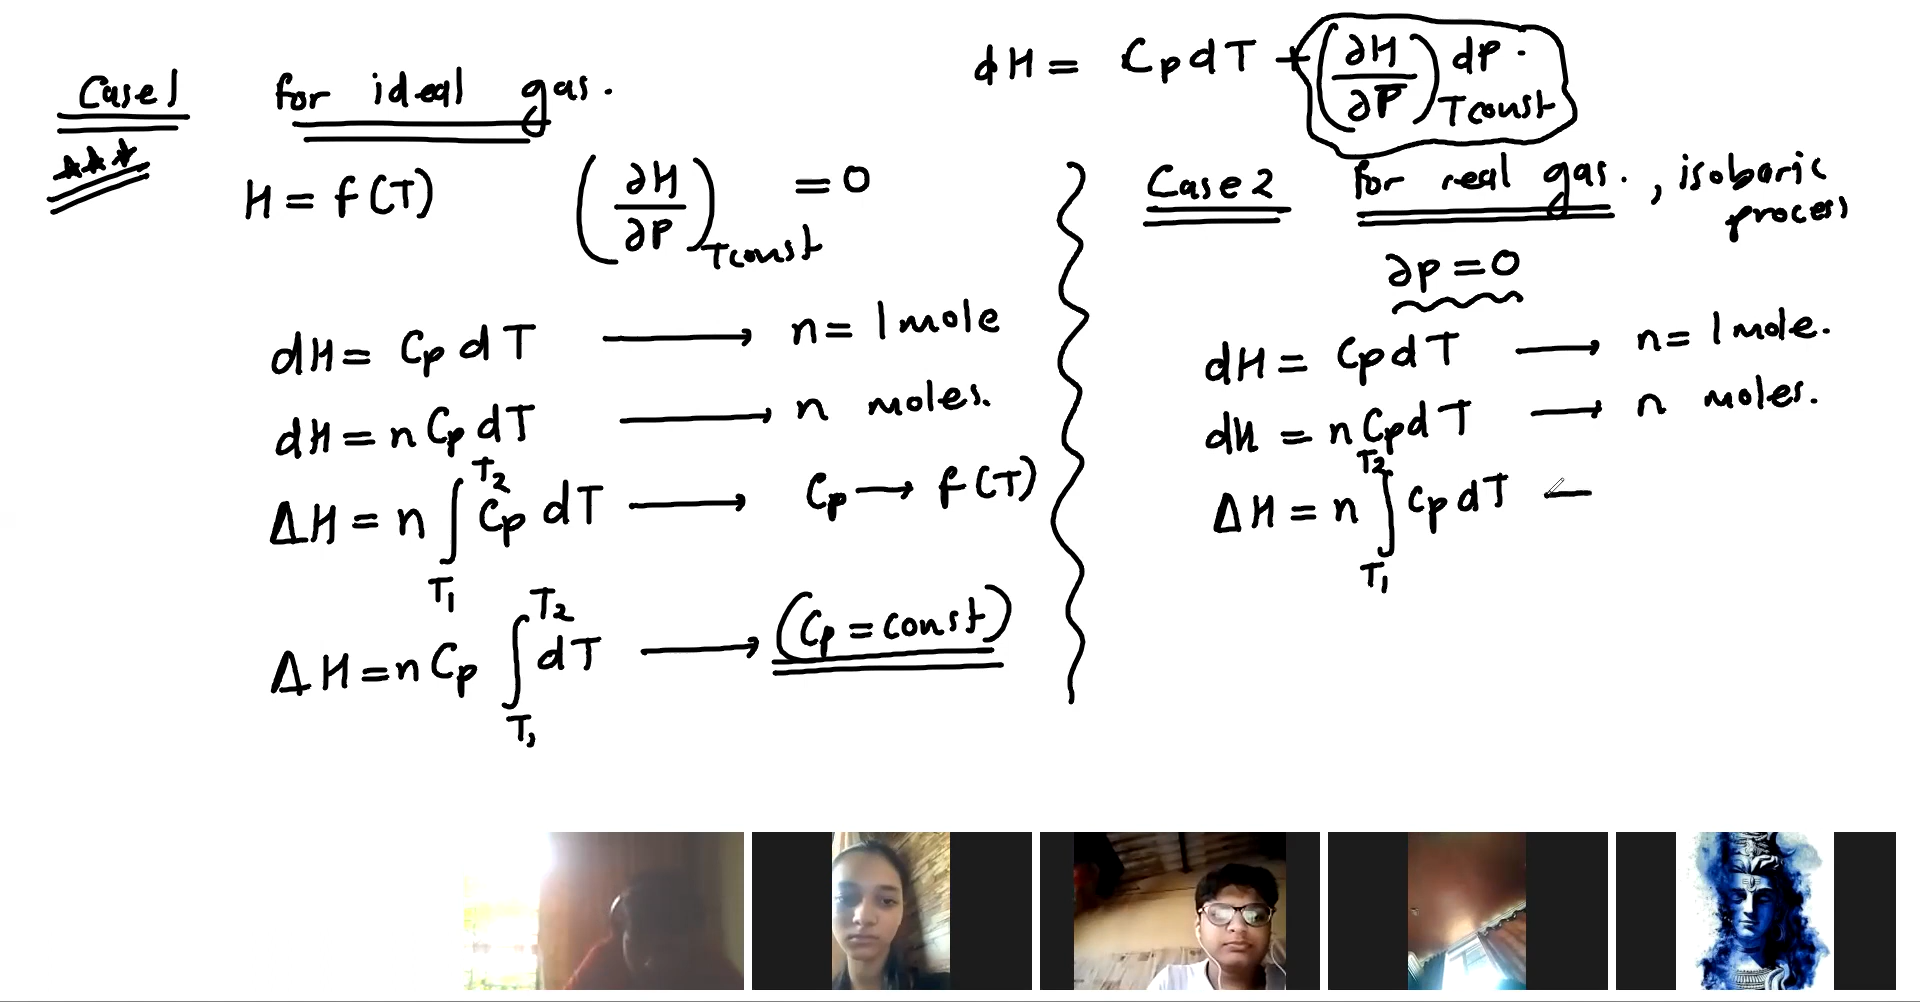 dH = CpdT + (∂H/∂P)Tconst dP.
Case 1 for ideal gas.
H = f(T) (∂H/∂P)Tconst = 0
dH = Cp dT ⟶ n = 1 mole
dH = n Cp dT ⟶ n moles.
ΔH = n ∫T1T2 Cp dT ⟶ Cp → f(T)
ΔH = n Cp ∫T1T2 dT ⟶ (Cp = const)
Case 2 for real gas. , isobaric
process
∂p = 0
dH = CpdT ⟶ n = 1 mole.
dH = n CpdT ⟶ n moles.
ΔH = n ∫T1T2 CpdT —